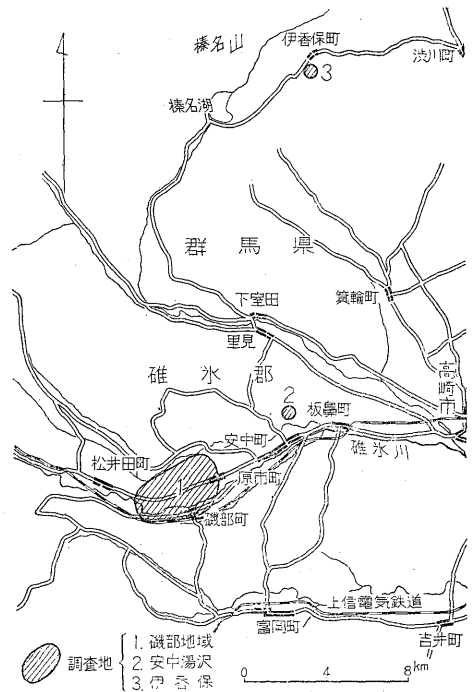 榛名山
伊香保町
渋川町
3
榛名湖
4
群馬県
箕輪町
下室田
里見
高崎市
碓氷郡
2
板鼻町
安中町
碓氷川
松井田町
1
原市町
磯部町
上信電気鉄道
富岡町
吉井町
調査地
1. 磯部地域
2. 安中湯沢
3. 伊香保
0 4 8km